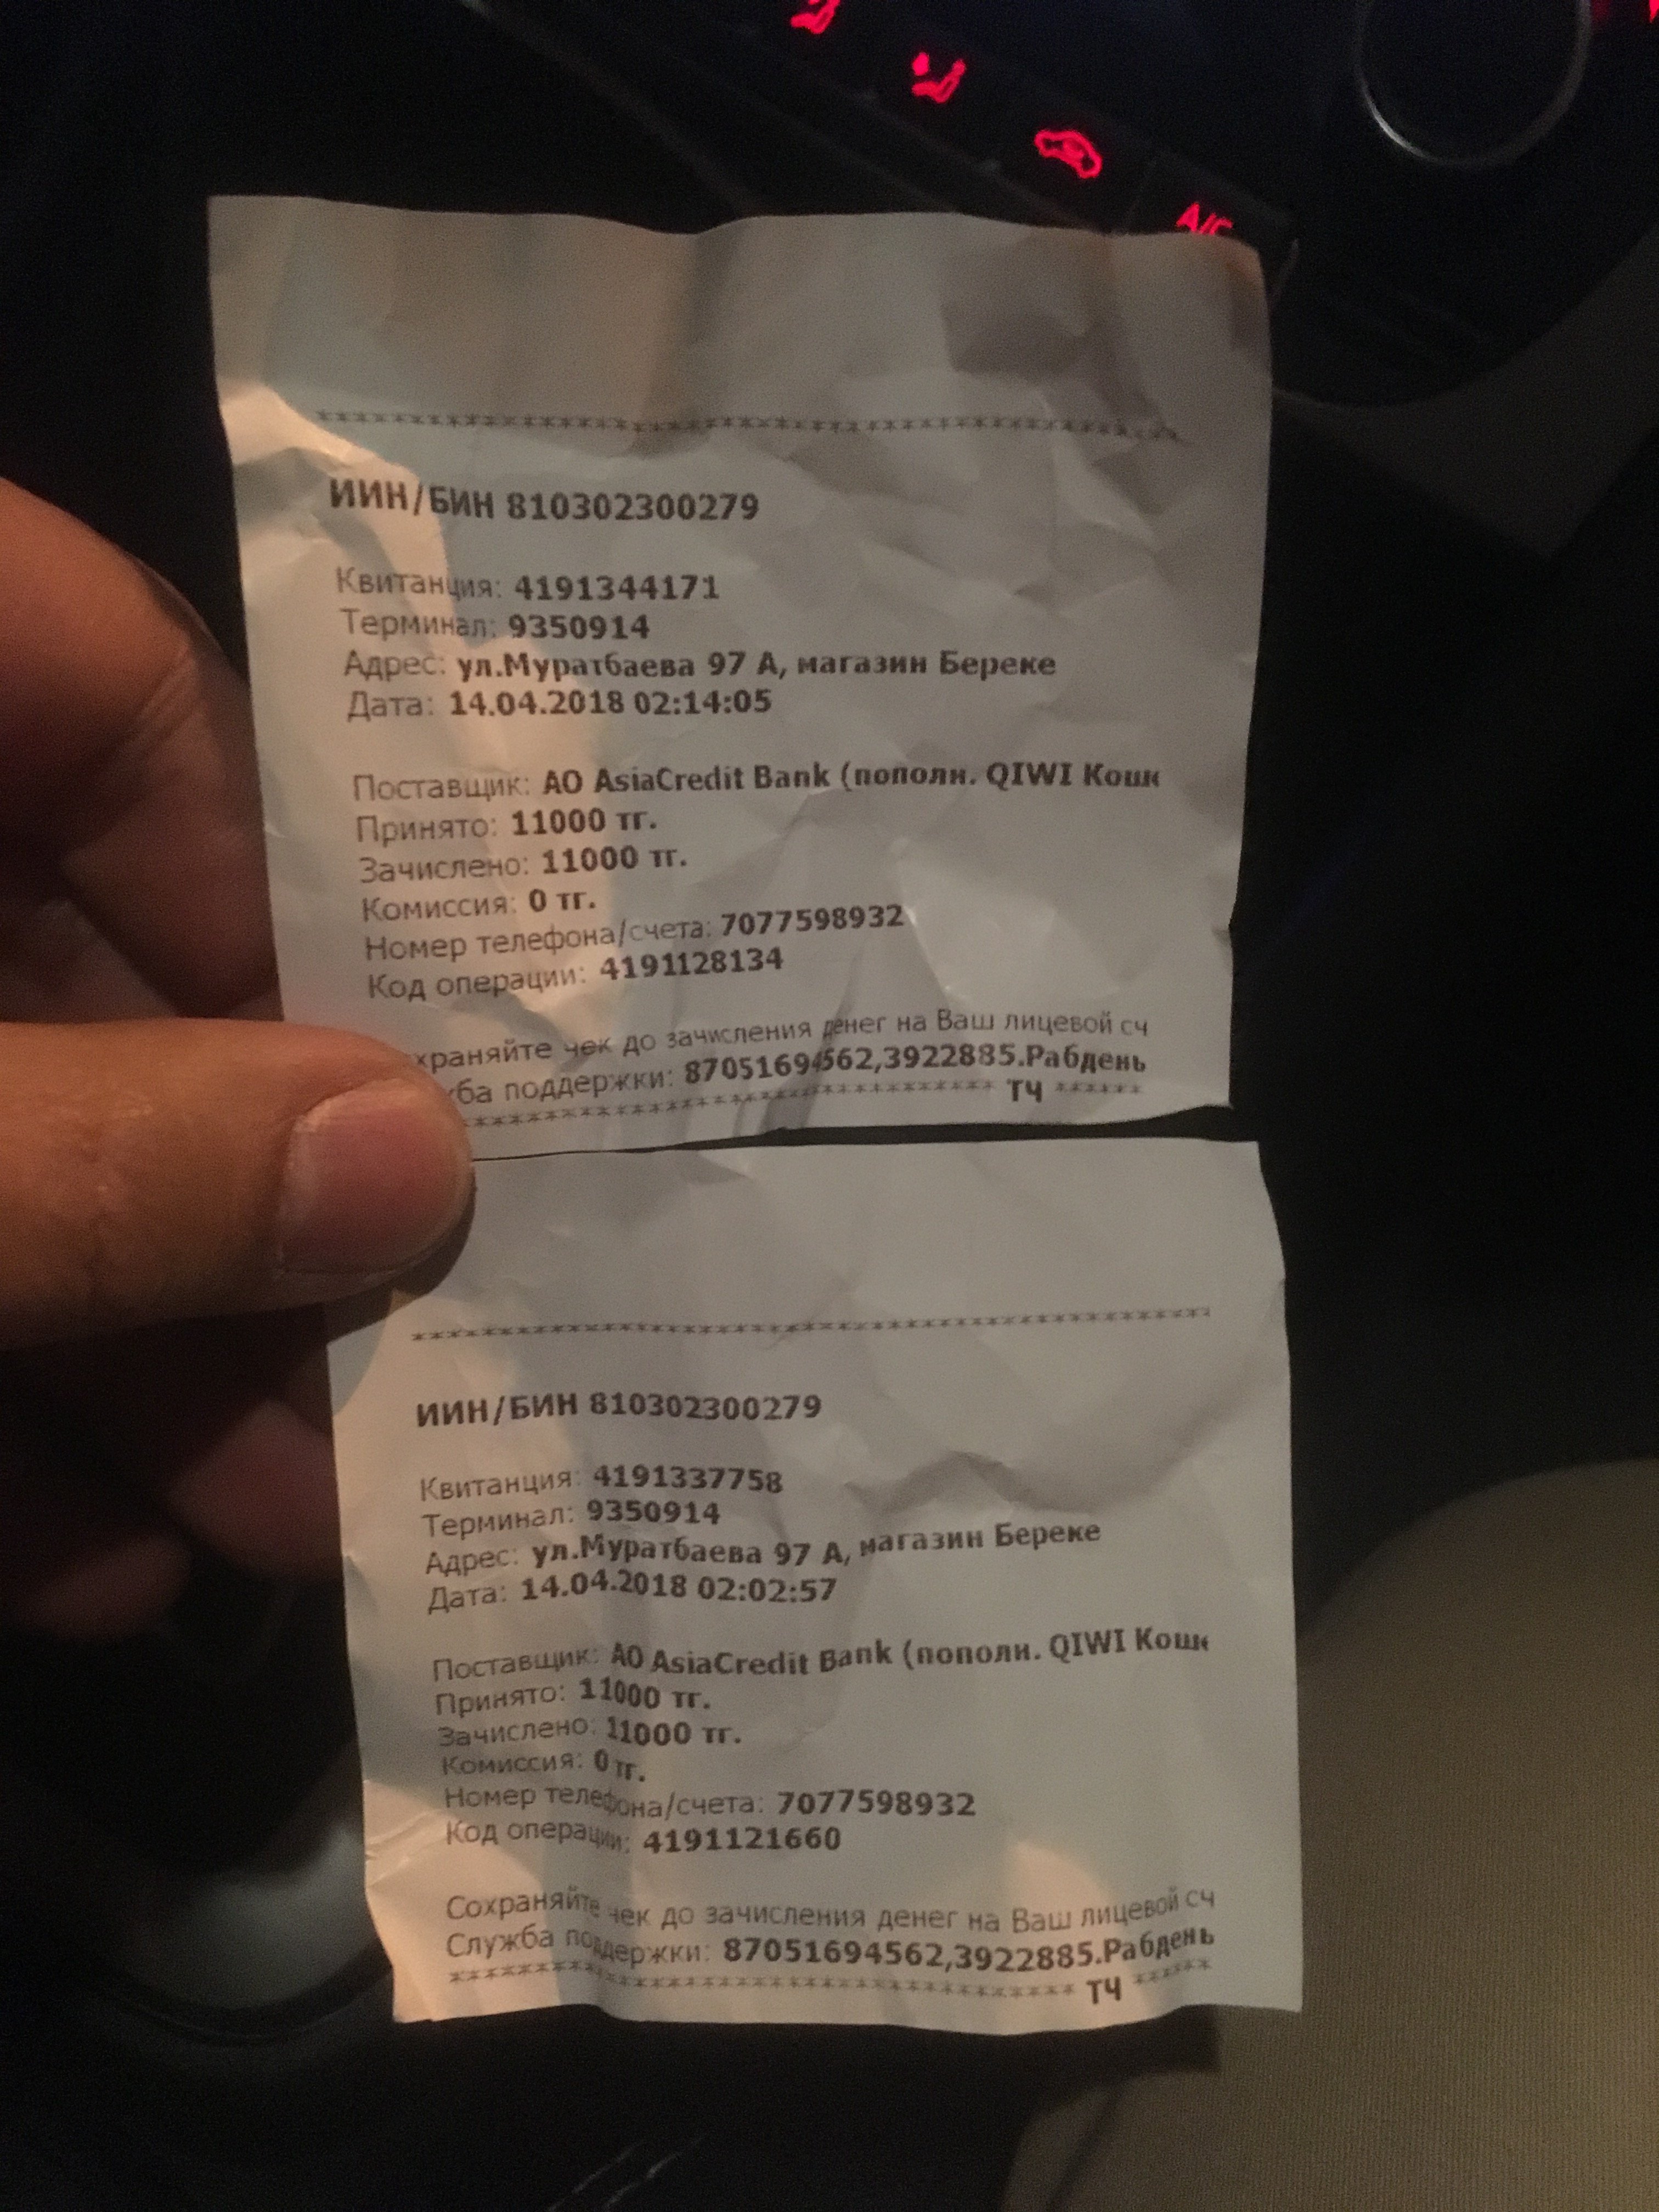 A/C
****************************************
ИИН/БИН 810302300279
Квитанция: 4191344171
Терминал: 9350914
Адрес: ул.Муратбаева 97 А, магазин Береке
Дата: 14.04.2018 02:14:05
Поставщик: АО AsiaCredit Bank (пополн. QIWI Коше
Принято: 11000 тг.
Зачислено: 11000 тг.
Комиссия: 0 тг.
Номер телефона/счета: 7077598932
Код операции: 4191128134
храняйте чек до зачисления денег на Ваш лицевой сч
ба поддержки: 87051694562,3922885.Рабдень
****************************** ТЧ ******
****************************************
ИИН/БИН 810302300279
Квитанция: 4191337758
Терминал: 9350914
Адрес: ул.Муратбаева 97 А, магазин Береке
Дата: 14.04.2018 02:02:57
Поставщик: АО AsiaCredit Bank (пополн. QIWI Коше
Принято: 11000 тг.
Зачислено: 11000 тг.
Комиссия: 0 тг.
Номер телефона/счета: 7077598932
Код операции: 4191121660
Сохраняйте чек до зачисления денег на Ваш лицевой сч
Служба поддержки: 87051694562,3922885.Рабдень
********************************** ТЧ ******